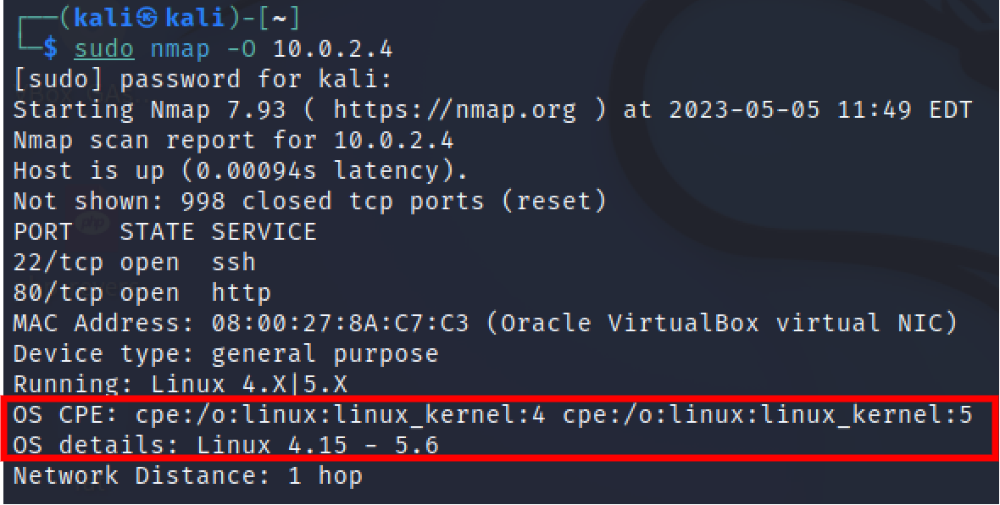 ┌──(kali㉿kali)-[~]
└─$ sudo nmap -O 10.0.2.4
[sudo] password for kali:
Starting Nmap 7.93 ( https://nmap.org ) at 2023-05-05 11:49 EDT
Nmap scan report for 10.0.2.4
Host is up (0.00094s latency).
Not shown: 998 closed tcp ports (reset)
PORT   STATE SERVICE
22/tcp open  ssh
80/tcp open  http
MAC Address: 08:00:27:8A:C7:C3 (Oracle VirtualBox virtual NIC)
Device type: general purpose
Running: Linux 4.X|5.X
OS CPE: cpe:/o:linux:linux_kernel:4 cpe:/o:linux:linux_kernel:5
OS details: Linux 4.15 - 5.6
Network Distance: 1 hop